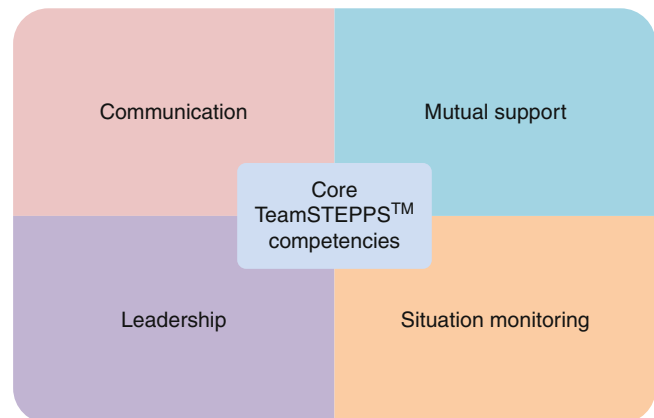 Communication
Mutual support
Core
TeamSTEPPS™
competencies
Leadership
Situation monitoring